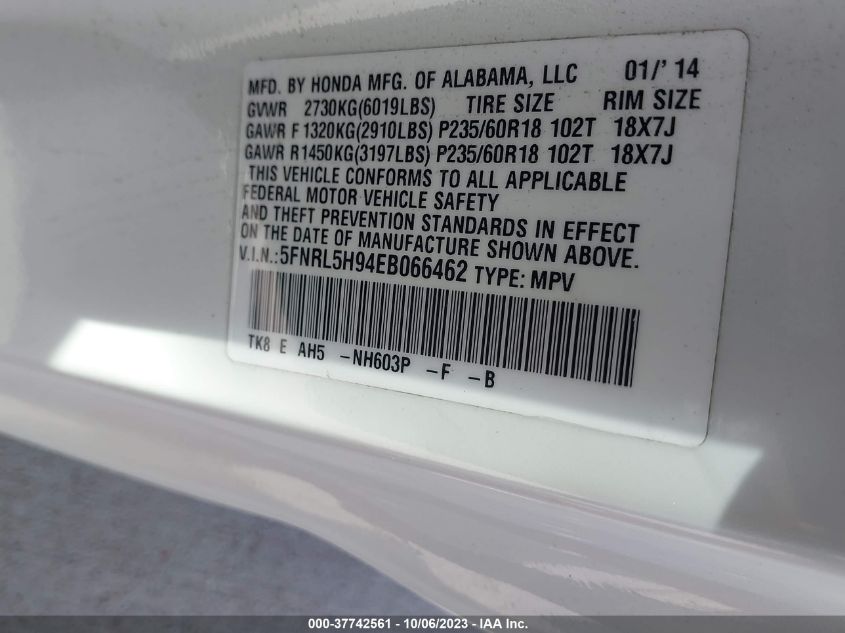 MFD. BY HONDA MFG. OF ALABAMA, LLC 01/' 14
GVWR 2730KG(6019LBS) TIRE SIZE RIM SIZE
GAWR F 1320KG(2910LBS) P235/60R18 102T 18X7J
GAWR R1450KG(3197LBS) P235/60R18 102T 18X7J
THIS VEHICLE CONFORMS TO ALL APPLICABLE
FEDERAL MOTOR VEHICLE SAFETY
AND THEFT PREVENTION STANDARDS IN EFFECT
ON THE DATE OF MANUFACTURE SHOWN ABOVE.
V.I.N.:5FNRL5H94EB066462 TYPE: MPV
TK8 E AH5 -NH603P -F -B
000-37742561 - 10/06/2023 - IAA Inc.